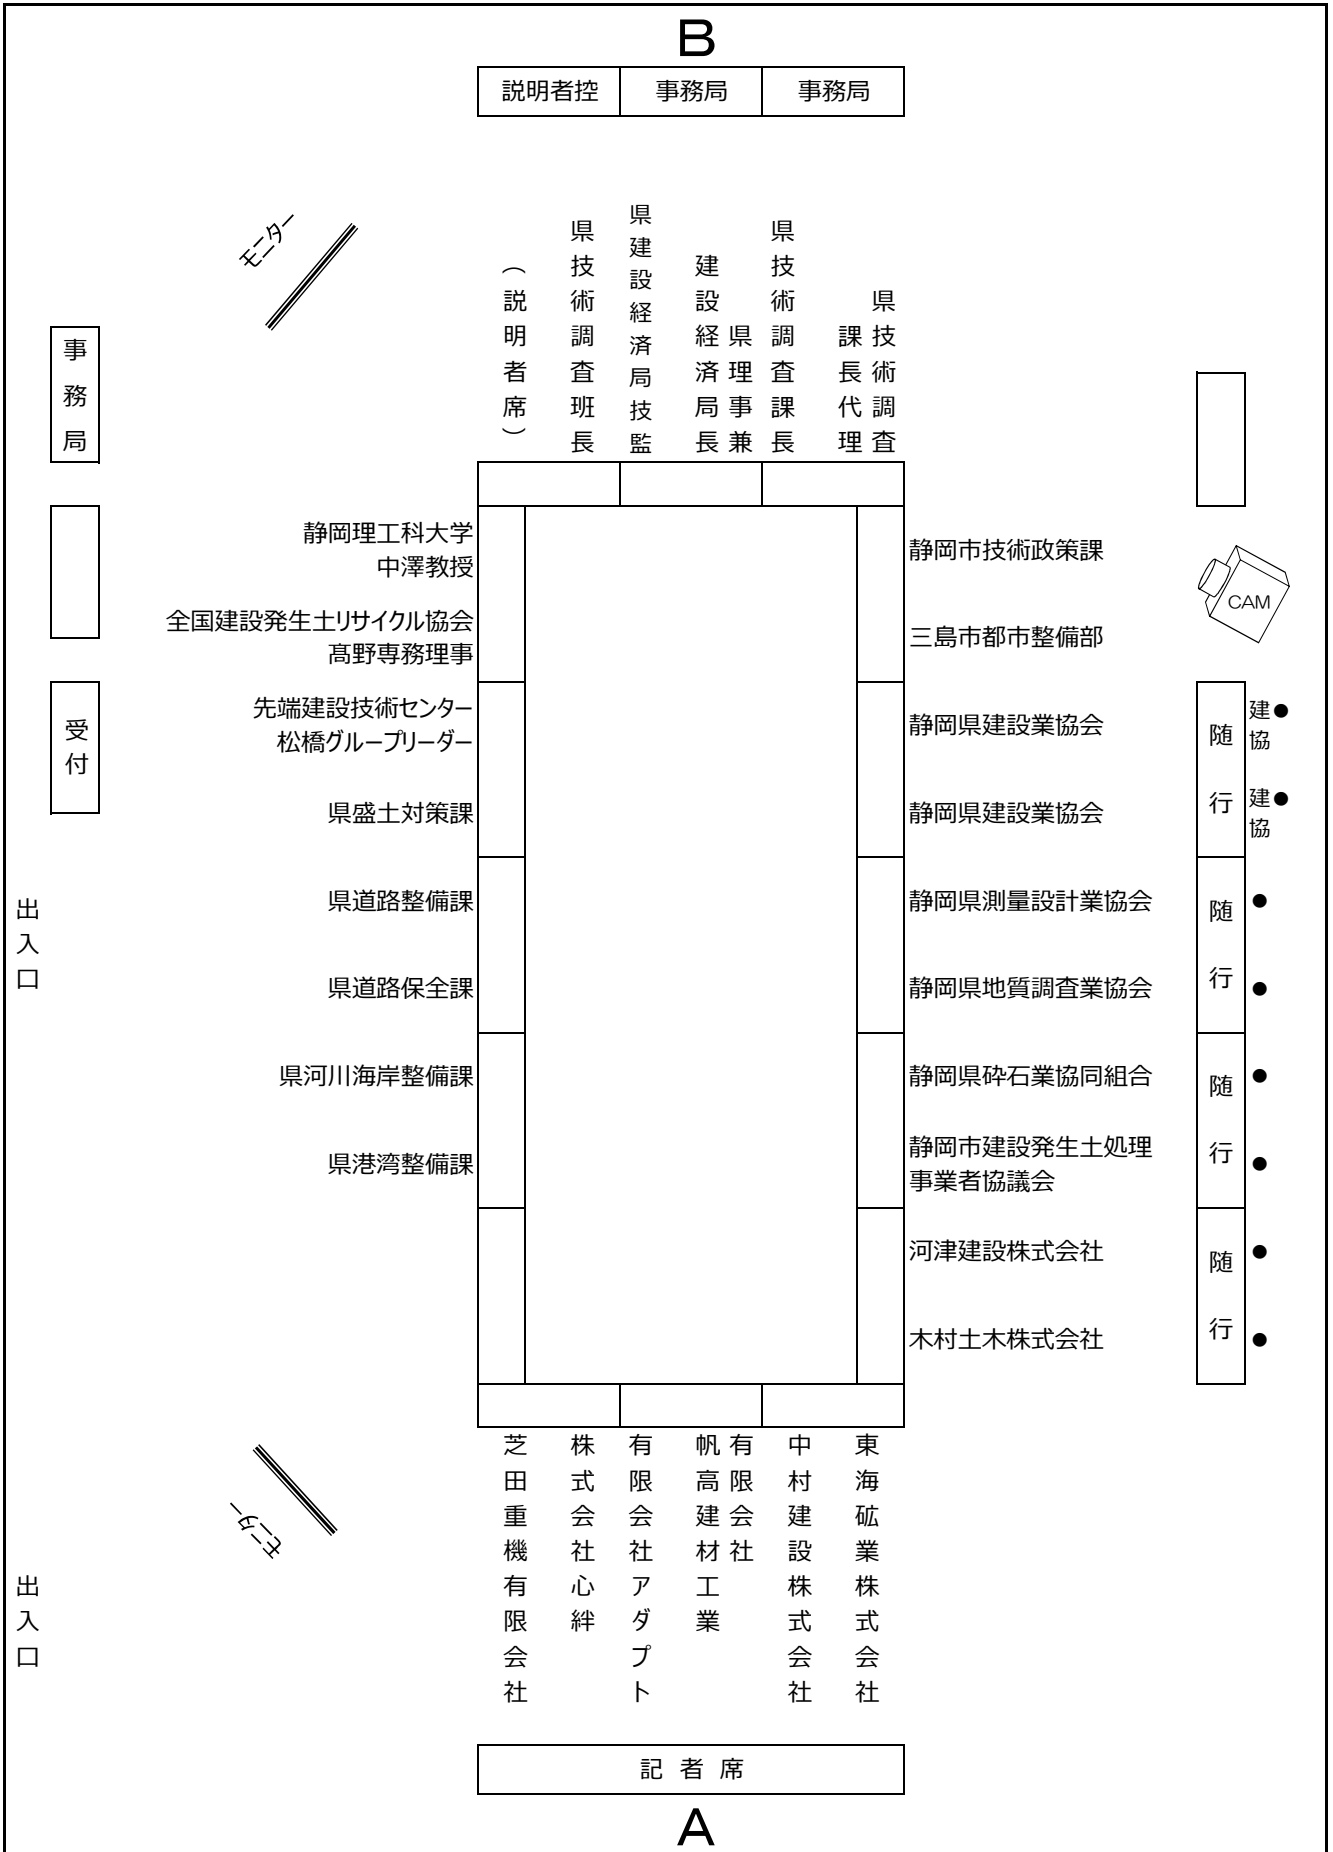 B
説明者控
事務局
事務局
モニター
（説明者席）
県技術調査班長
県建設経済局技監
県理事兼
建設経済局長
県技術調査課長
県技術調査
課長代理
事務局
静岡理工科大学
中澤教授
全国建設発生土リサイクル協会
髙野専務理事
先端建設技術センター
松橋グループリーダー
県盛土対策課
県道路整備課
県道路保全課
県河川海岸整備課
県港湾整備課
受付
出入口
静岡市技術政策課
三島市都市整備部
静岡県建設業協会
静岡県建設業協会
静岡県測量設計業協会
静岡県地質調査業協会
静岡県砕石業協同組合
静岡市建設発生土処理
事業者協議会
河津建設株式会社
木村土木株式会社
CAM
随行
建●
協
建●
協
随行
●
●
随行
●
●
随行
●
●
モニター
出入口
芝田重機有限会社
株式会社心絆
有限会社アダプト
有限会社
帆高建材工業
中村建設株式会社
東海砿業株式会社
記者席
A